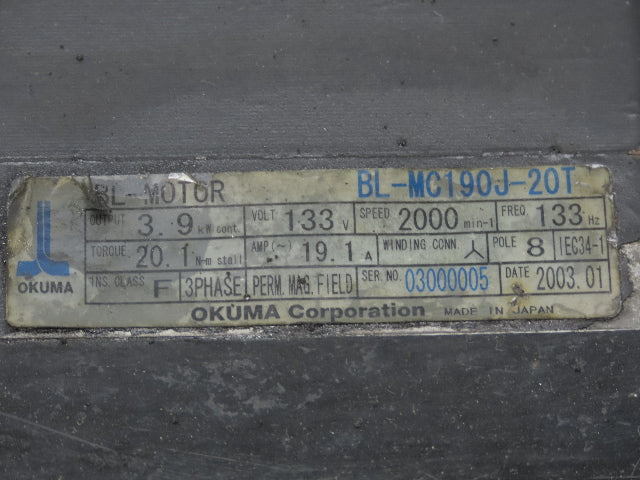 BL-MOTOR BL-MC190J-20T
OUTPUT 3.9 kW cont. VOLT 133 V SPEED 2000 min-1 FREQ 133 Hz
TORQUE 20.1 N-m stall AMP(~) 19.1 A WINDING CONN. POLE 8 IEC34-1
OKUMA
INS. CLASS F 3PHASE PERM. MAG. FIELD SER. NO. 03000005 DATE 2003.01
OKUMA Corporation MADE IN JAPAN